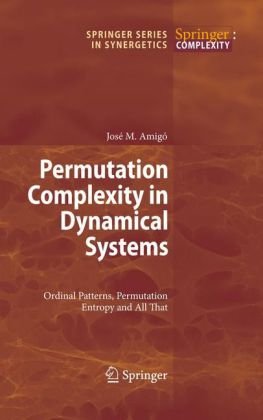 SPRINGER SERIES
IN SYNERGETICS
Springer:
COMPLEXITY
José M. Amigó
Permutation
Complexity in
Dynamical
Systems
Ordinal Patterns, Permutation
Entropy and All That
Springer